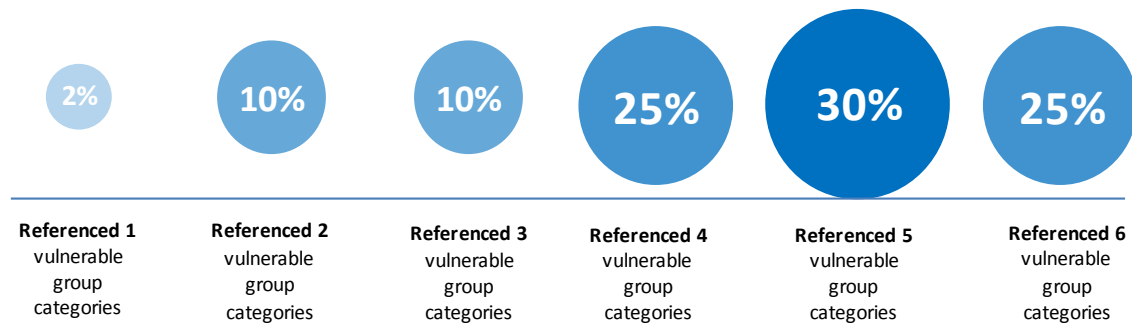 2%
10%
10%
25%
30%
25%
Referenced 1
vulnerable
group
categories
Referenced 2
vulnerable
group
categories
Referenced 3
vulnerable
group
categories
Referenced 4
vulnerable
group
categories
Referenced 5
vulnerable
group
categories
Referenced 6
vulnerable
group
categories